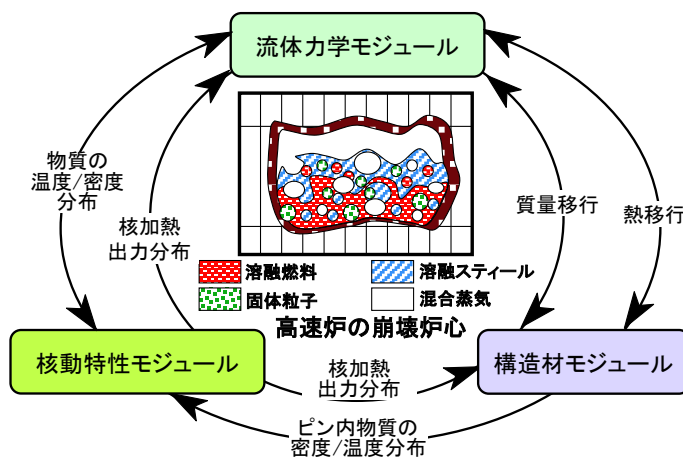 流体力学モジュール
物質の
温度/密度
分布
核加熱
出力分布
質量移行
熱移行
溶融燃料
溶融スティール
固体粒子
混合蒸気
高速炉の崩壊炉心
核動特性モジュール
核加熱
出力分布
構造材モジュール
ピン内物質の
密度/温度分布